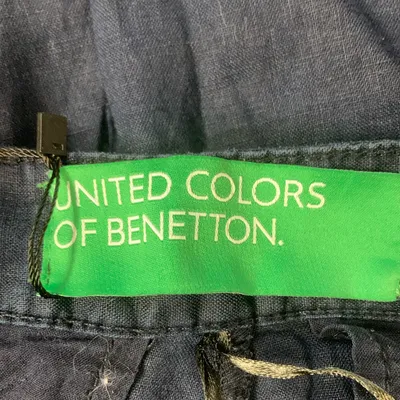 UNITED COLORS
OF BENETTON.